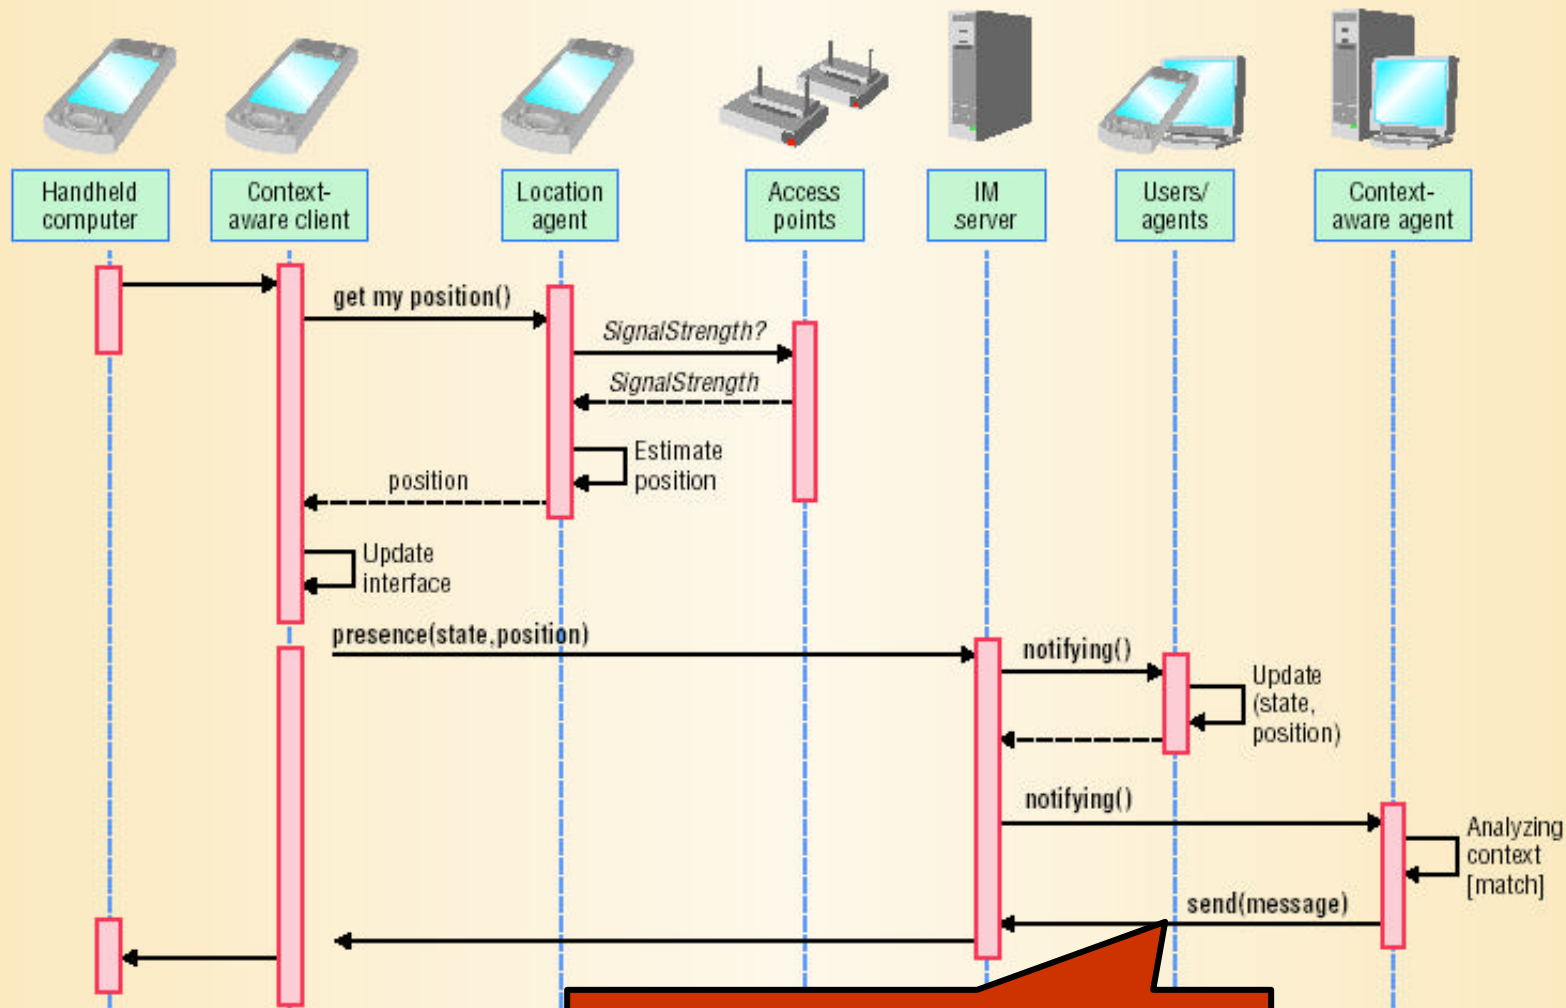 Handheld
computer
Context-
aware client
Location
agent
Access
points
IM
server
Users/
agents
Context-
aware agent
get my position()
SignalStrength?
SignalStrength
Estimate
position
position
Update
interface
presence(state,position)
notifying()
Update
(state,
position)
notifying()
Analyzing
context
[match]
send(message)